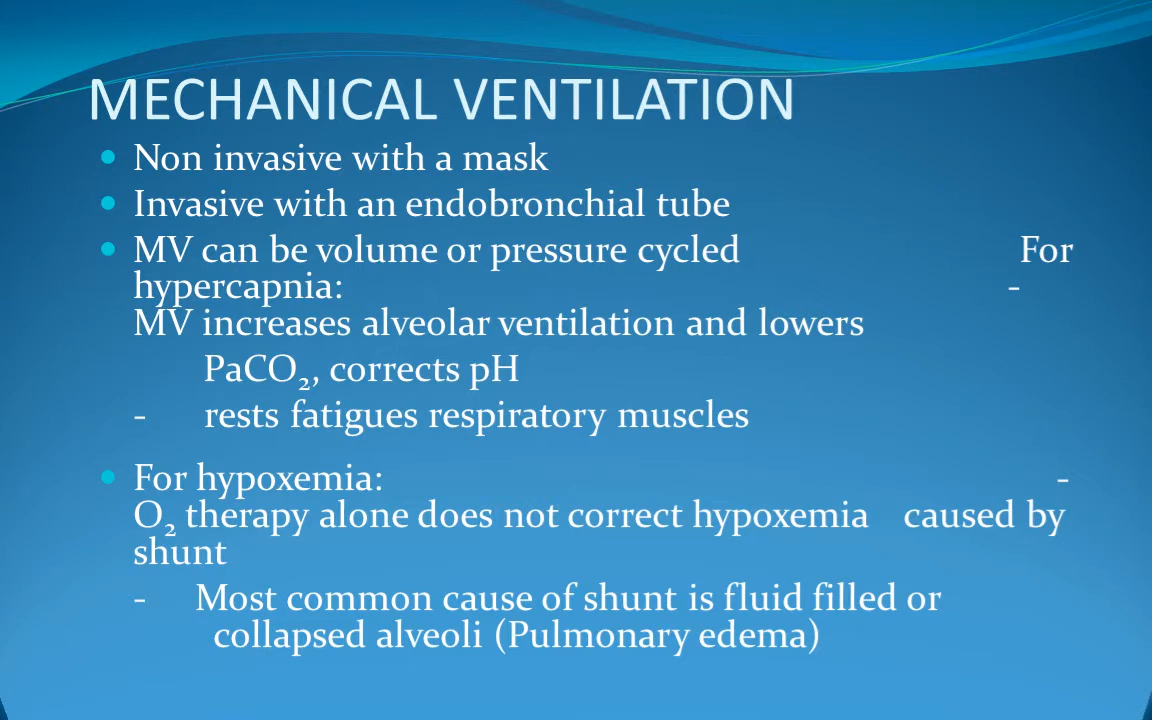 MECHANICAL VENTILATION
• Non invasive with a mask
• Invasive with an endobronchial tube
• MV can be volume or pressure cycled For
hypercapnia: -
MV increases alveolar ventilation and lowers
PaCO₂, corrects pH
- rests fatigues respiratory muscles
• For hypoxemia: -
O₂ therapy alone does not correct hypoxemia caused by
shunt
- Most common cause of shunt is fluid filled or
collapsed alveoli (Pulmonary edema)